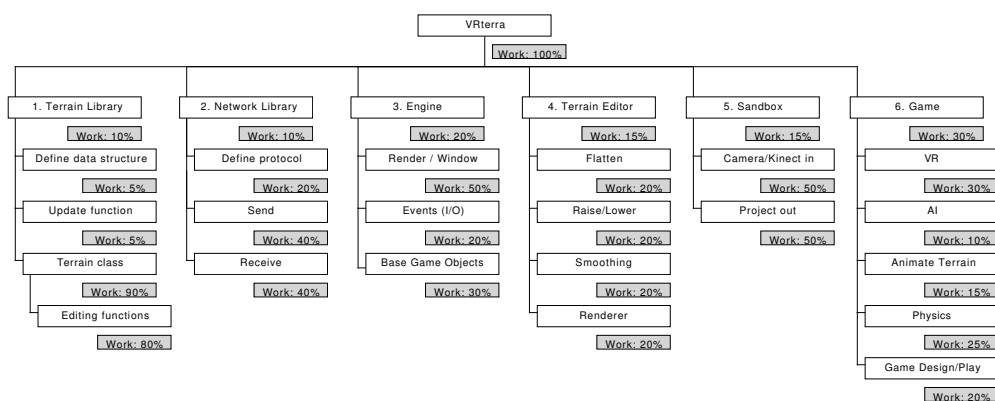 VRterra
Work: 100%
1. Terrain Library
Work: 10%
Define data structure
Work: 5%
Update function
Work: 5%
Terrain class
Work: 90%
Editing functions
Work: 80%
2. Network Library
Work: 10%
Define protocol
Work: 20%
Send
Work: 40%
Receive
Work: 40%
3. Engine
Work: 20%
Render / Window
Work: 50%
Events (I/O)
Work: 20%
Base Game Objects
Work: 30%
4. Terrain Editor
Work: 15%
Flatten
Work: 20%
Raise/Lower
Work: 20%
Smoothing
Work: 20%
Renderer
Work: 20%
5. Sandbox
Work: 15%
Camera/Kinect in
Work: 50%
Project out
Work: 50%
6. Game
Work: 30%
VR
Work: 30%
AI
Work: 10%
Animate Terrain
Work: 15%
Physics
Work: 25%
Game Design/Play
Work: 20%